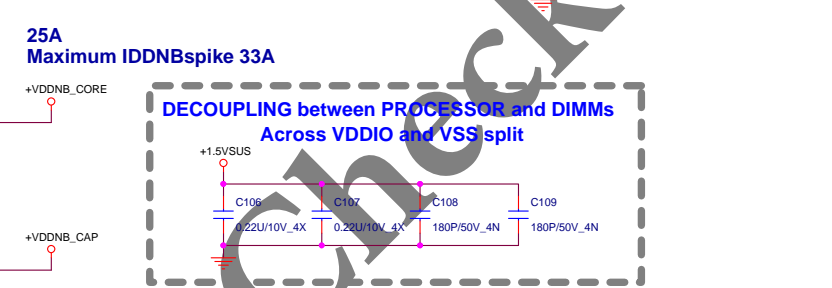 25A
Maximum IDDNBspike 33A
+VDDNB_CORE
DECOUPLING between PROCESSOR and DIMMs
Across VDDIO and VSS split
+1.5VSUS
C106
C107
C108
C109
0.22U/10V_4X
0.22U/10V_4X
180P/50V_4N
180P/50V_4N
+VDDNB_CAP
Check